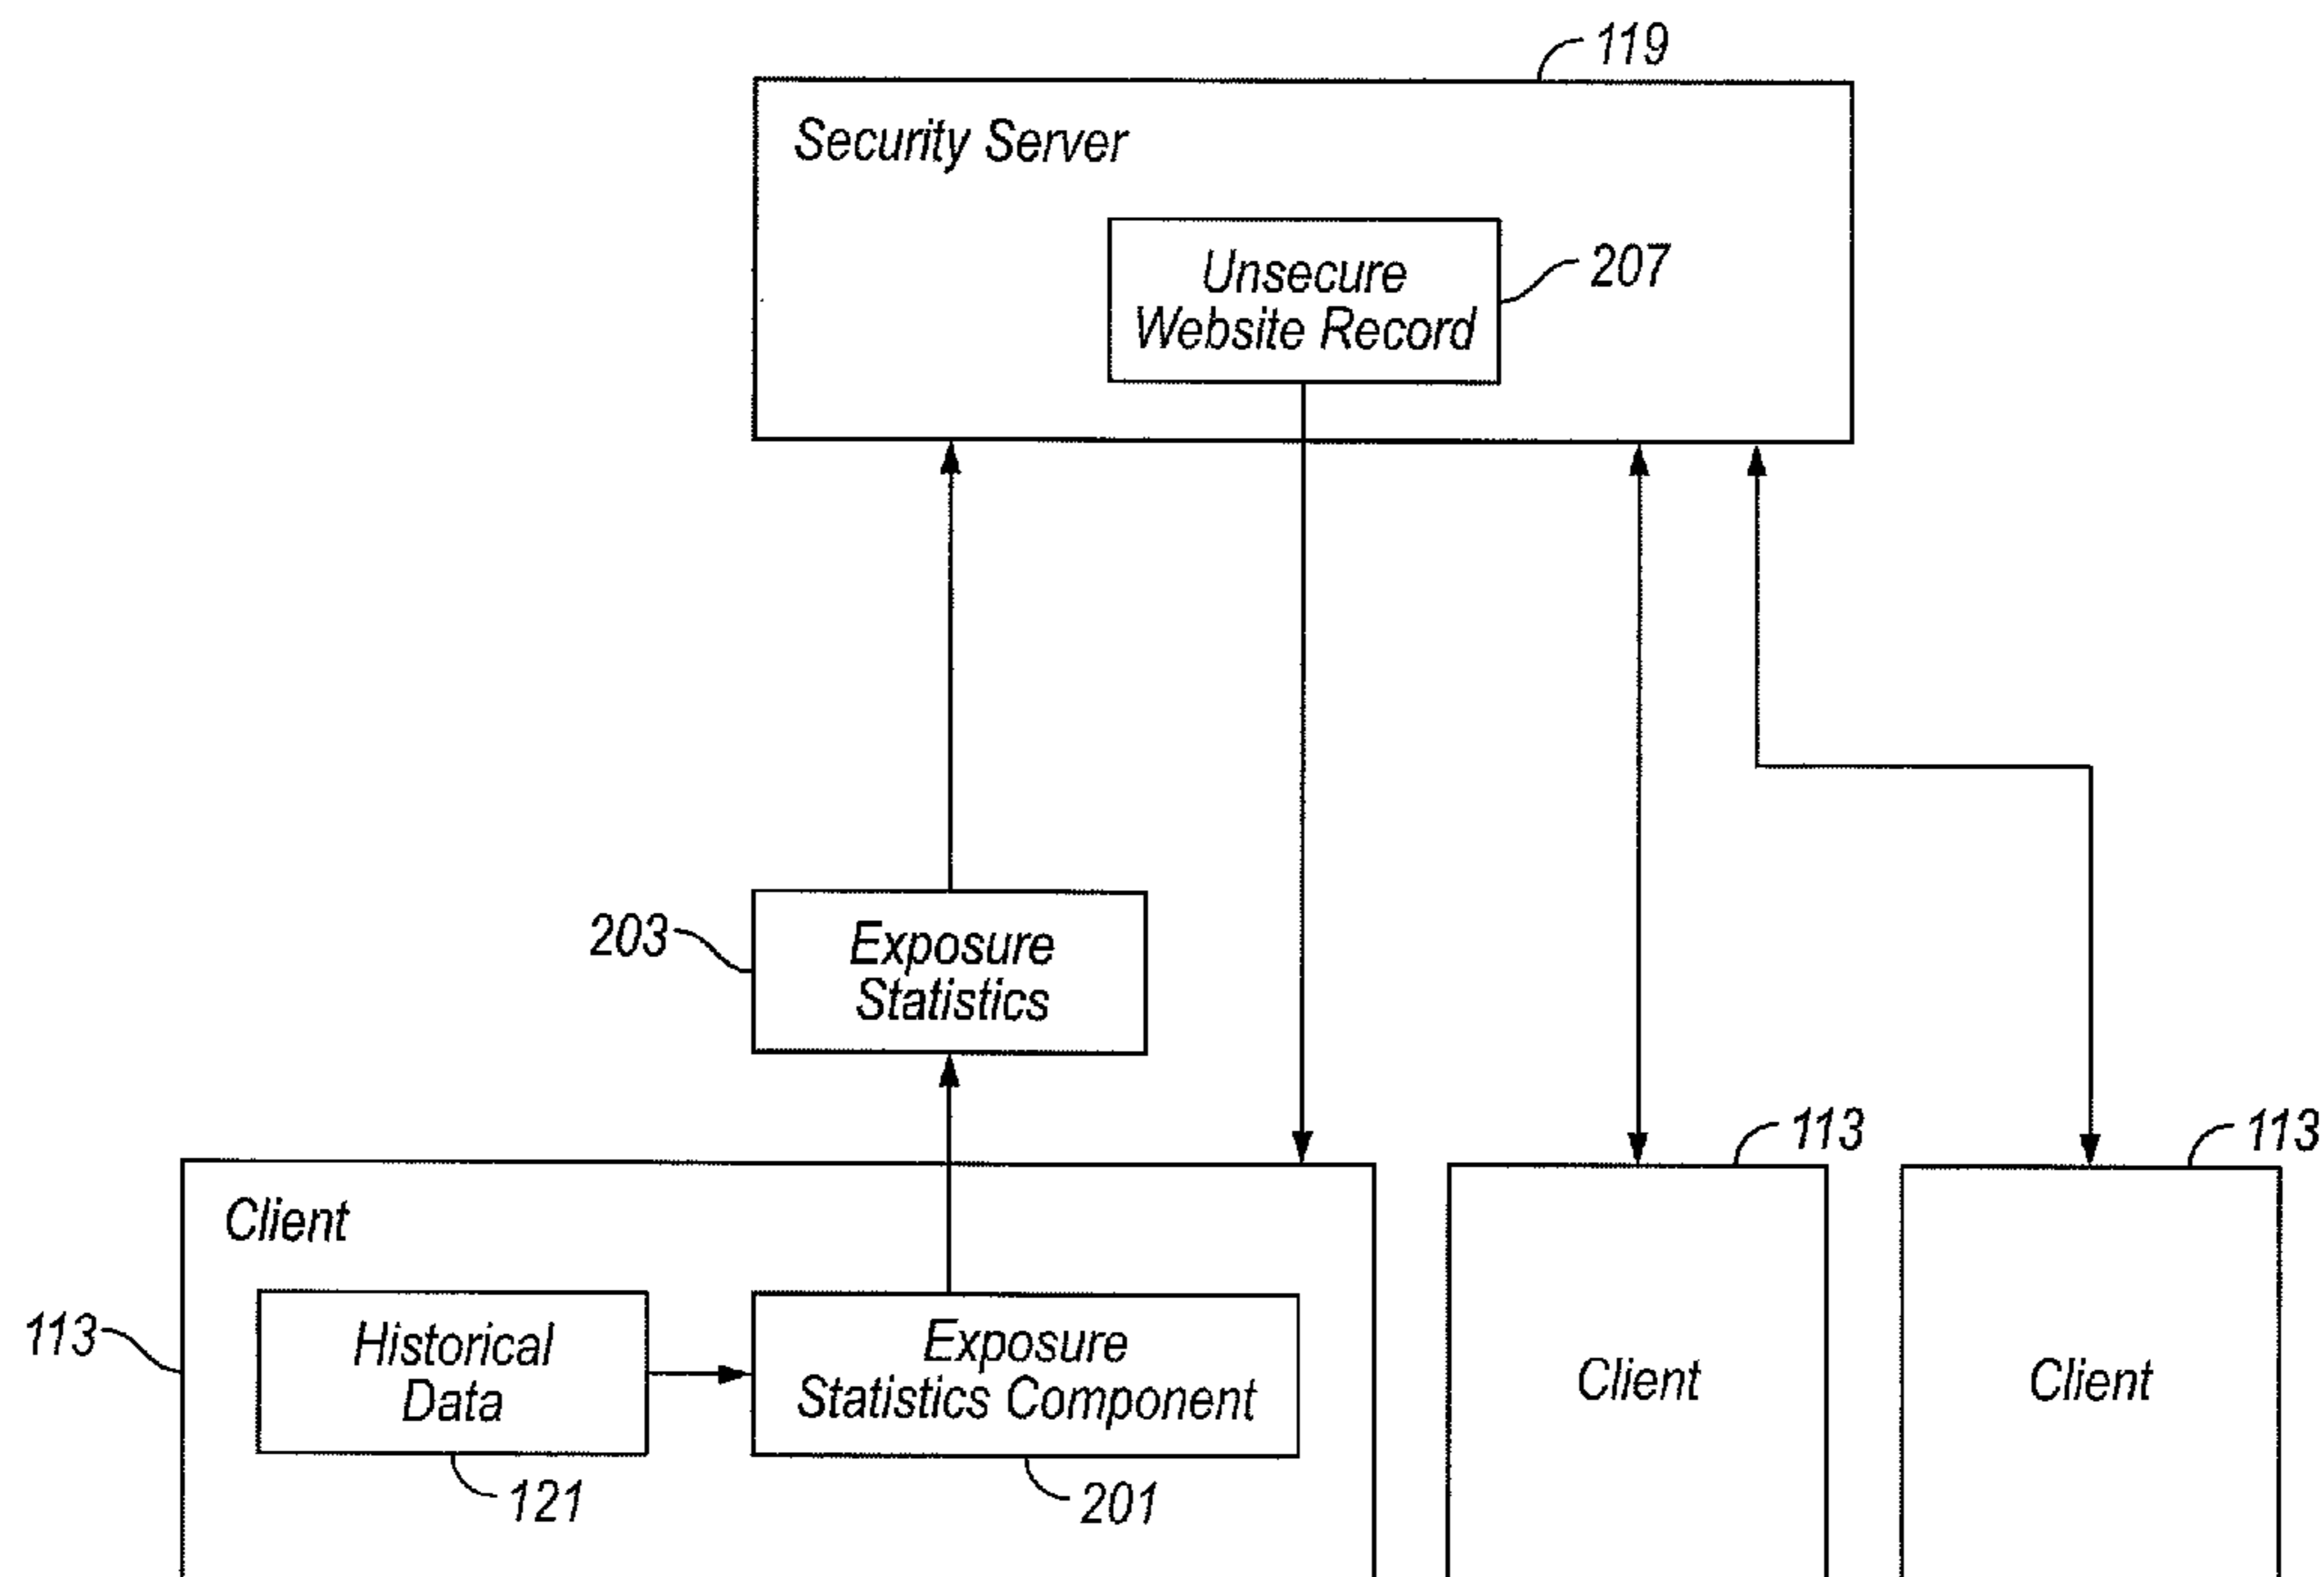 119
Security Server
Unsecure
Website Record
207
203
Exposure
Statistics
113
113
Client
113
Historical
Data
Exposure
Statistics Component
Client
Client
121
201